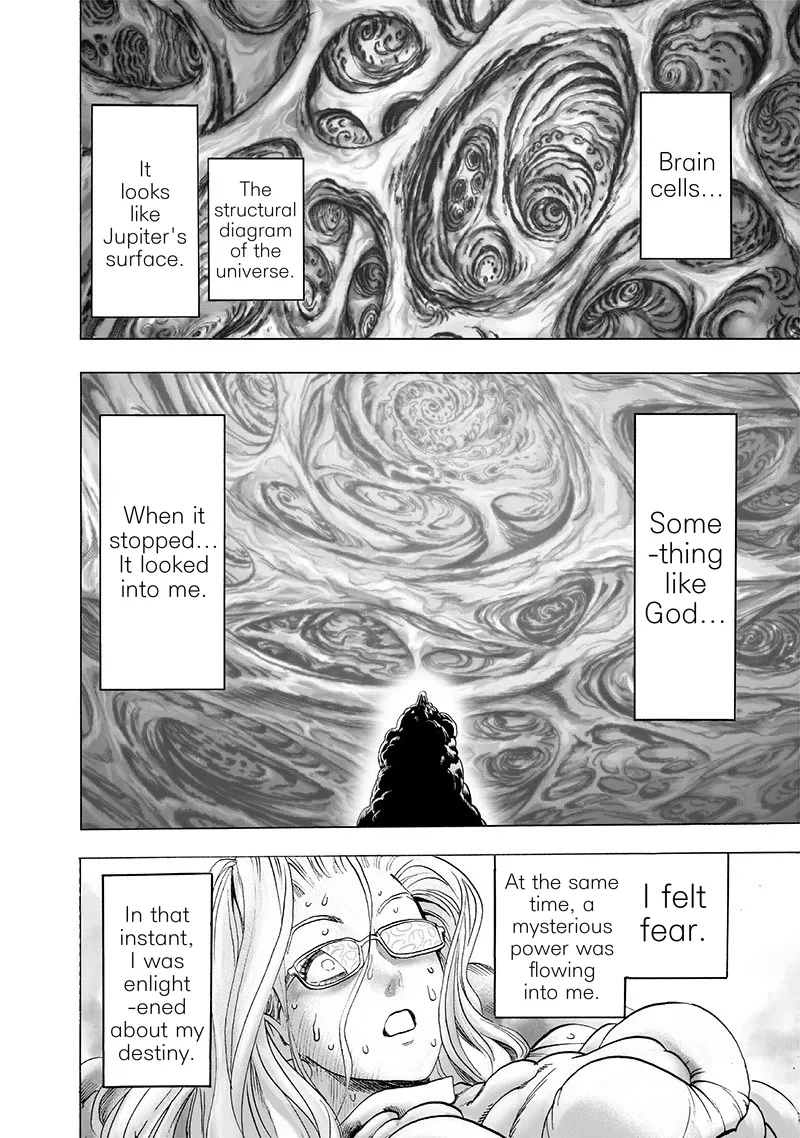 Brain
cells...
The
structural
diagram
of the
universe.
It
looks
like
Jupiter's
surface.
Some
-thing
like
God...
When it
stopped...
It looked
into me.
I felt
fear.
At the same
time, a
mysterious
power was
flowing
into me.
In that
instant,
I was
enlight
-ened
about my
destiny.